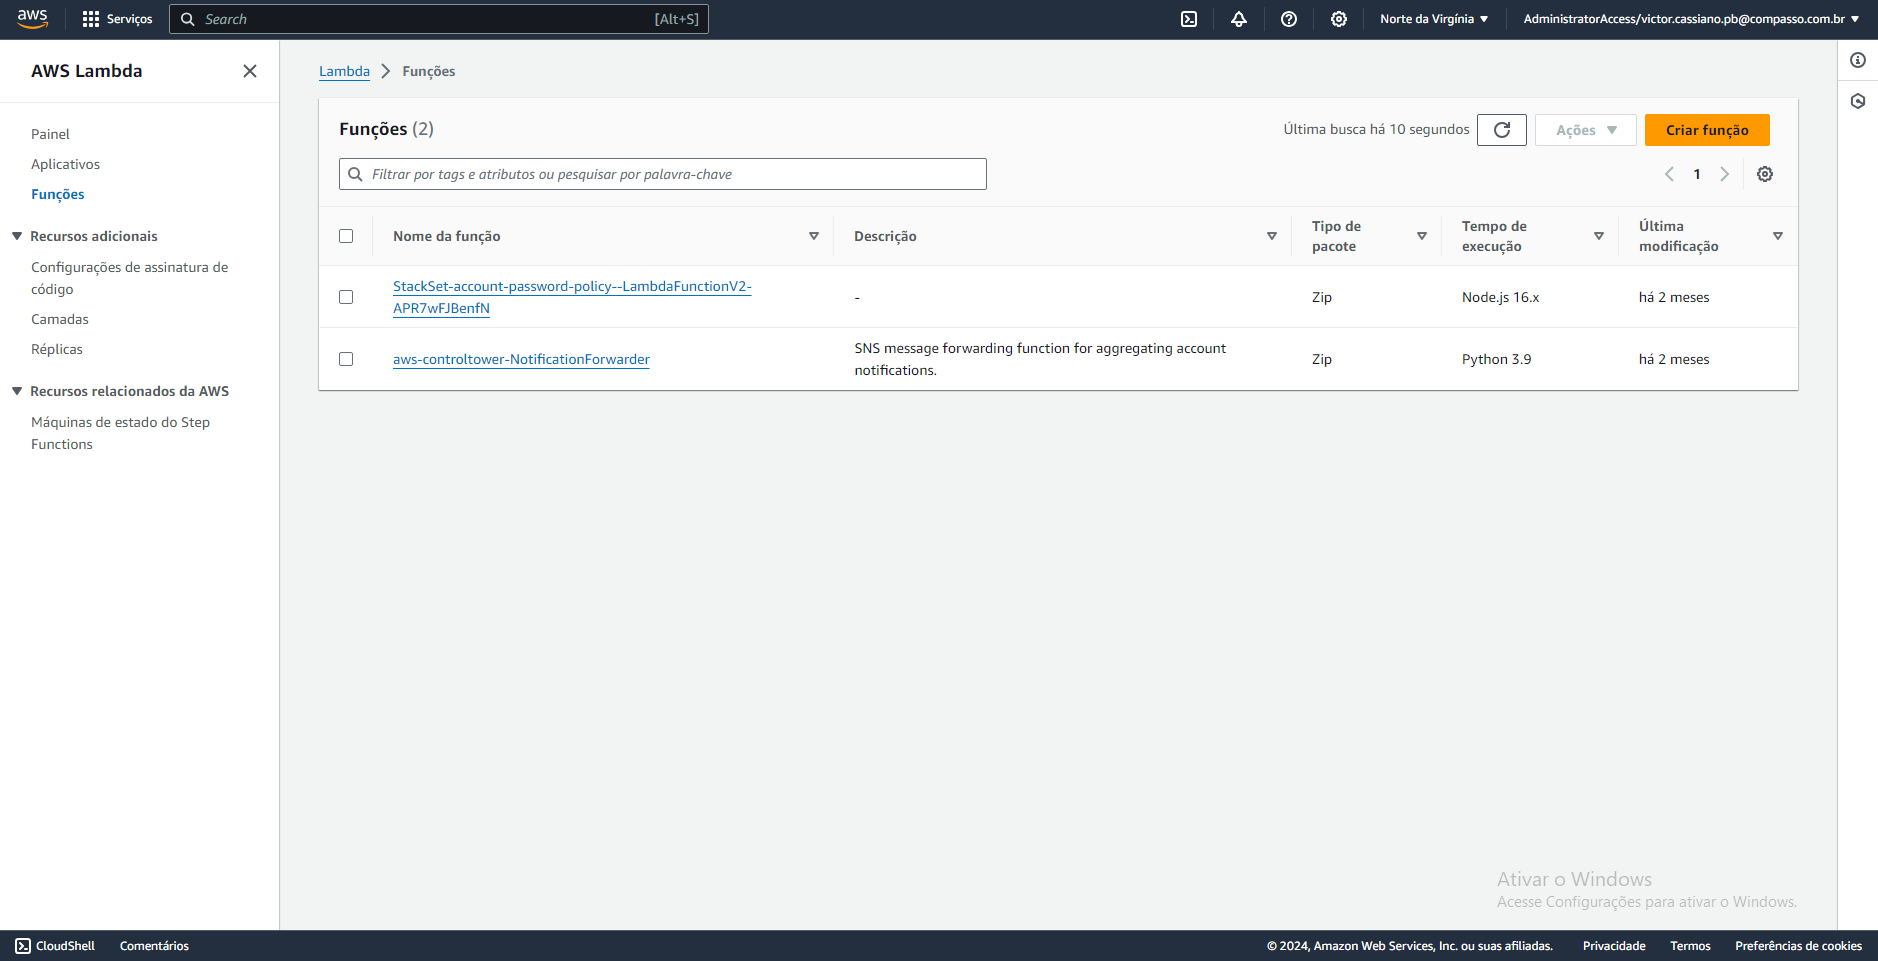 aws
Serviços
Search
[Alt+S]
Norte da Virgínia
AdministratorAccess/victor.cassiano.pb@compasso.com.br
AWS Lambda
Painel
Aplicativos
Funções
Recursos adicionais
Configurações de assinatura de
código
Camadas
Réplicas
Recursos relacionados da AWS
Máquinas de estado do Step
Functions
Lambda
Funções
Funções (2)
Última busca há 10 segundos
Ações
Criar função
Filtrar por tags e atributos ou pesquisar por palavra-chave
1
Nome da função
Descrição
Tipo de
pacote
Tempo de
execução
Última
modificação
StackSet-account-password-policy--LambdaFunctionV2-
APR7wFJBenfN
-
Zip
Node.js 16.x
há 2 meses
aws-controltower-NotificationForwarder
SNS message forwarding function for aggregating account
notifications.
Zip
Python 3.9
há 2 meses
Ativar o Windows
Acesse Configurações para ativar o Windows.
CloudShell
Comentários
© 2024, Amazon Web Services, Inc. ou suas afiliadas.
Privacidade
Termos
Preferências de cookies